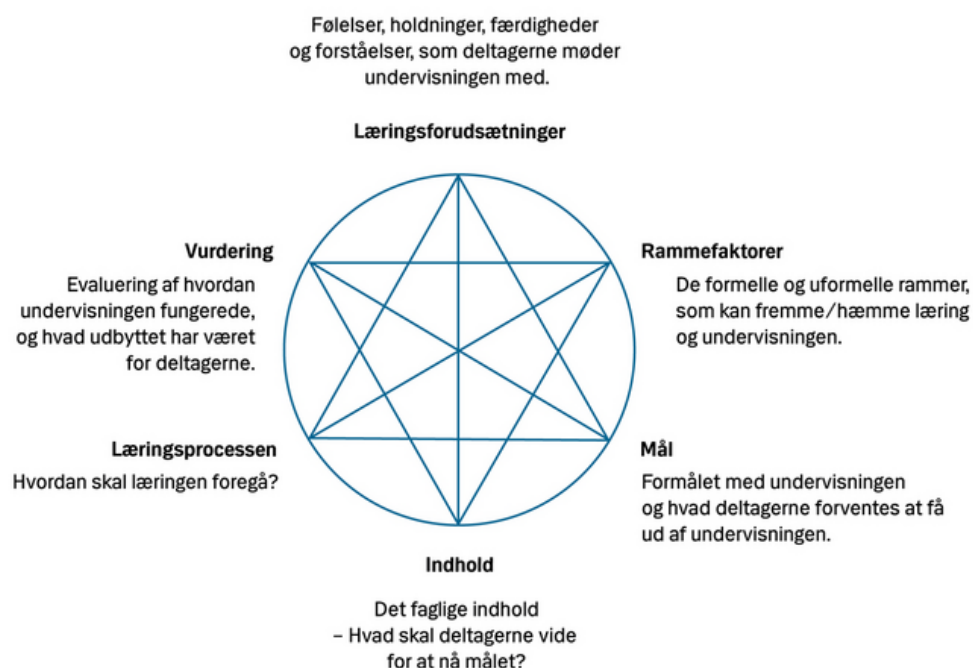 Følelser, holdninger, færdigheder
og forståelser, som deltagerne møder
undervisningen med.
Læringsforudsætninger
Vurdering
Evaluering af hvordan
undervisningen fungerede,
og hvad udbyttet har været
for deltagerne.
Rammefaktorer
De formelle og uformelle rammer,
som kan fremme/hæmme læring
og undervisningen.
Læringsprocessen
Hvordan skal læringen foregå?
Mål
Formålet med undervisningen
og hvad deltagerne forventes at få
ud af undervisningen.
Indhold
Det faglige indhold
– Hvad skal deltagerne vide
for at nå målet?